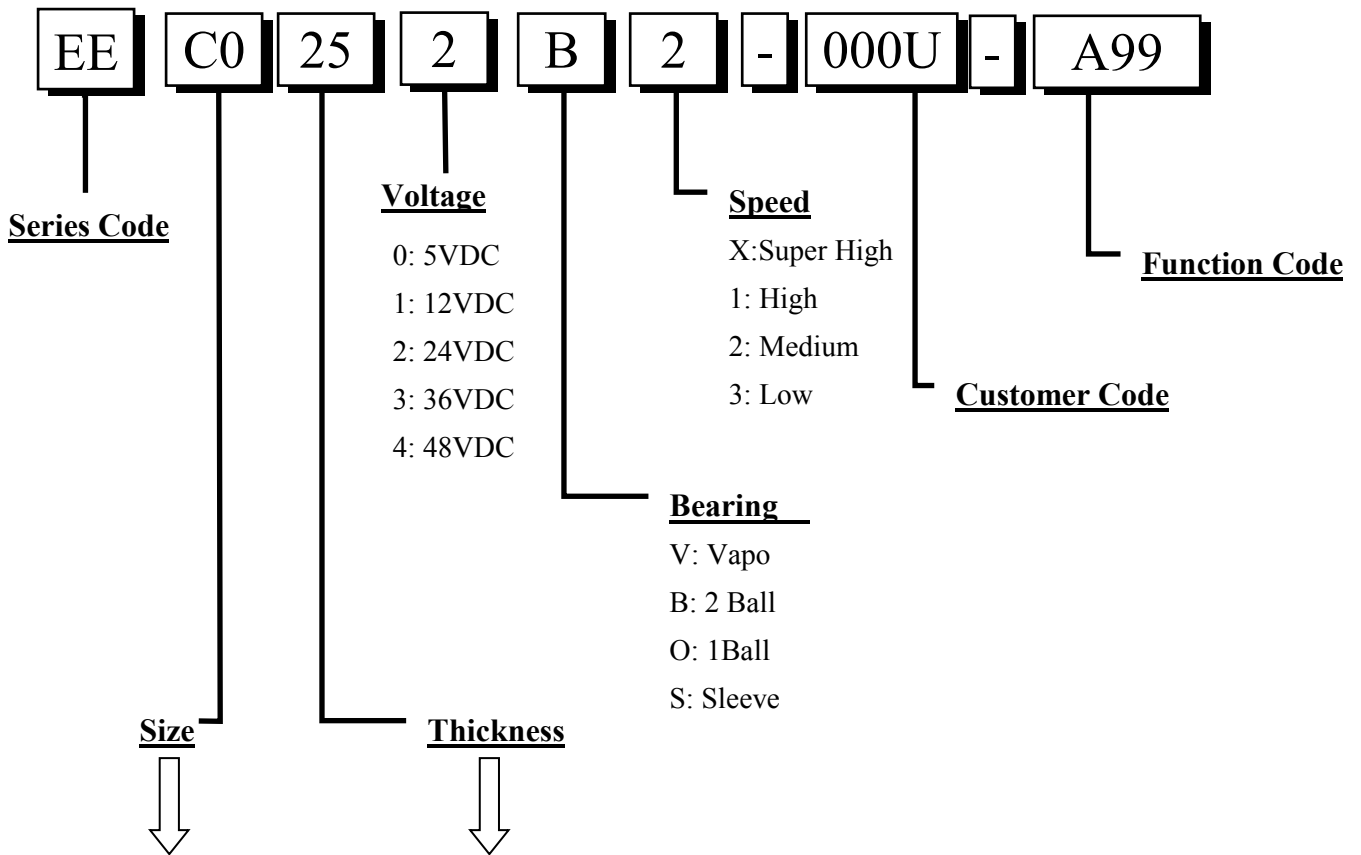 EE C0 25 2 B 2 - 000U - A99
Series Code
Voltage
0: 5VDC
1: 12VDC
2: 24VDC
3: 36VDC
4: 48VDC
Speed
X:Super High
1: High
2: Medium
3: Low
Function Code
Customer Code
Bearing
V: Vapo
B: 2 Ball
O: 1Ball
S: Sleeve
Size
Thickness